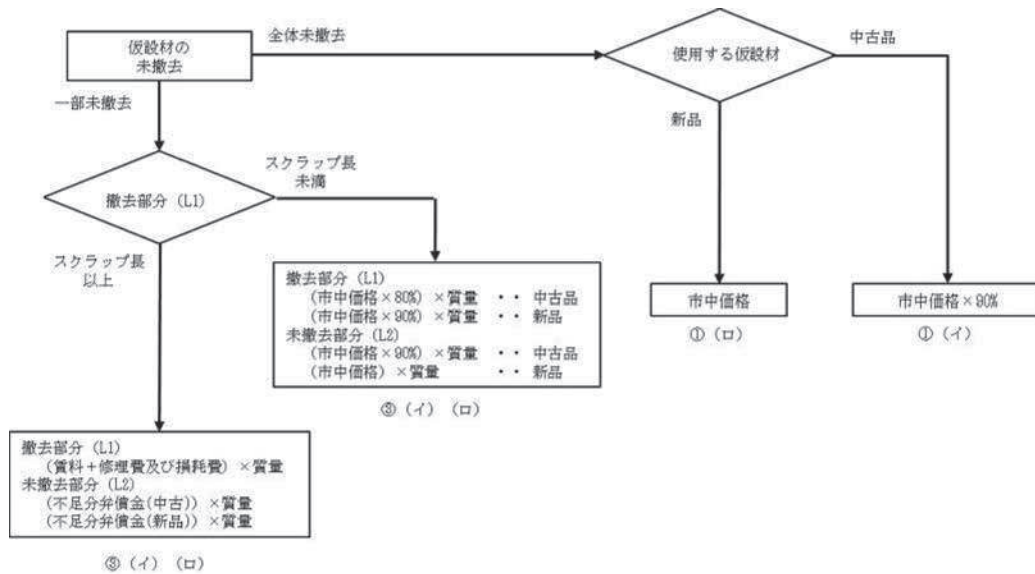 仮設材の
未撤去
全体未撤去
使用する仮設材
中古品
新品
一部未撤去
撤去部分 (L1)
スクラップ長
未満
スクラップ長
以上
撤去部分 (L1)
(市中価格×80%) ×質量 ・・ 中古品
(市中価格×90%) ×質量 ・・ 新品
未撤去部分 (L2)
(市中価格×90%) ×質量 ・・ 中古品
(市中価格) ×質量 ・・ 新品
③ (イ) (ロ)
市中価格
① (ロ)
市中価格×90%
① (イ)
撤去部分 (L1)
(賃料+修理費及び損耗費) ×質量
未撤去部分 (L2)
(不足分弁償金(中古)) ×質量
(不足分弁償金(新品)) ×質量
③ (イ) (ロ)